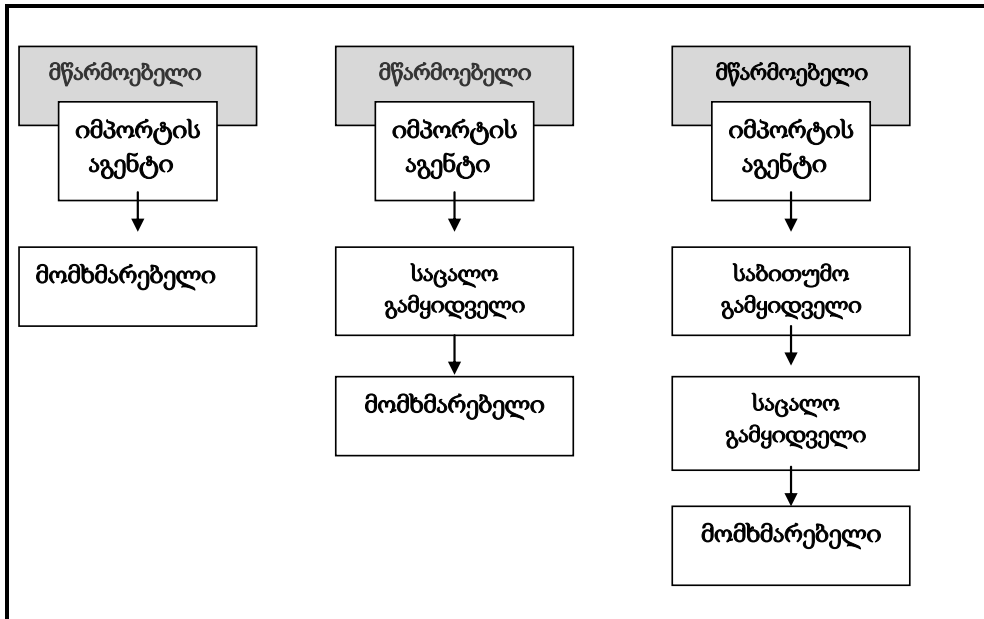 მწარმოებელი
იმპორტის
აგენტი
მომხმარებელი
მწარმოებელი
იმპორტის
აგენტი
საცალო
გამყიდველი
მომხმარებელი
მწარმოებელი
იმპორტის
აგენტი
საბითუმო
გამყიდველი
საცალო
გამყიდველი
მომხმარებელი